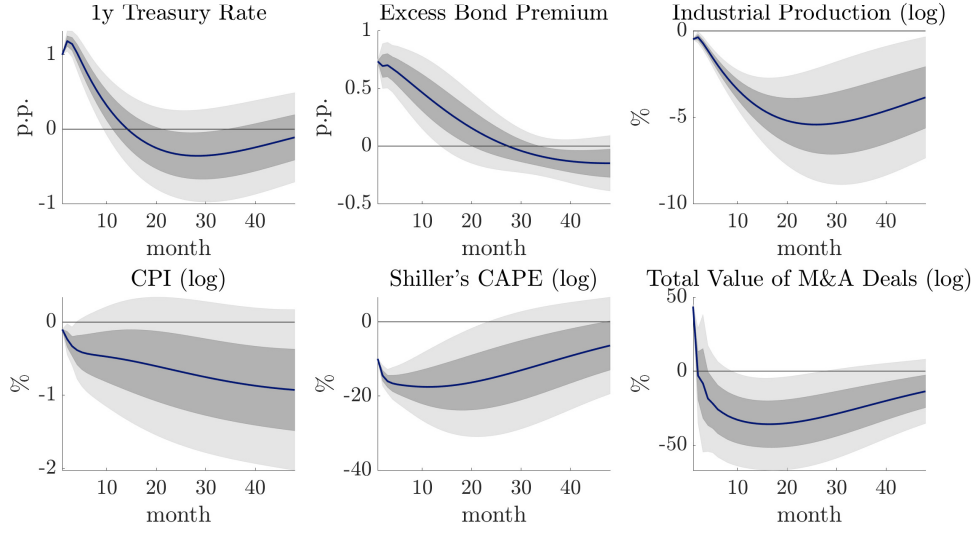 1y Treasury Rate
1
0
-1
p.p.
10 20 30 40
month
Excess Bond Premium
1
0.5
0
-0.5
p.p.
10 20 30 40
month
Industrial Production (log)
0
-5
-10
%
10 20 30 40
month
CPI (log)
0
-1
-2
%
10 20 30 40
month
Shiller's CAPE (log)
0
-20
-40
%
10 20 30 40
month
Total Value of M&A Deals (log)
50
0
-50
%
10 20 30 40
month